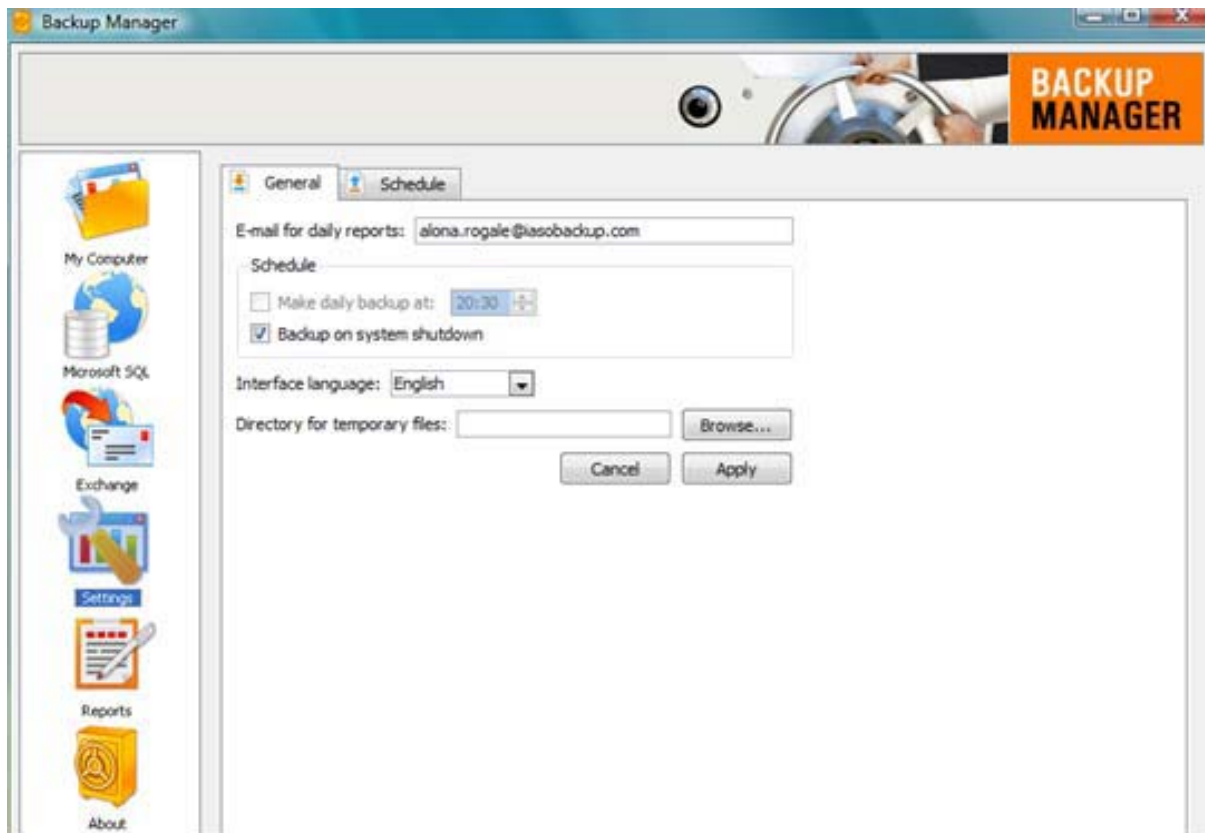 Backup Manager
BACKUP
MANAGER
My Computer
Microsoft SQL
Exchange
Settings
Reports
About
General
Schedule
E-mail for daily reports: alona.rogale@iasobackup.com
Schedule
Make daily backup at: 20:30
Backup on system shutdown
Interface language: English
Directory for temporary files: Browse...
Cancel Apply